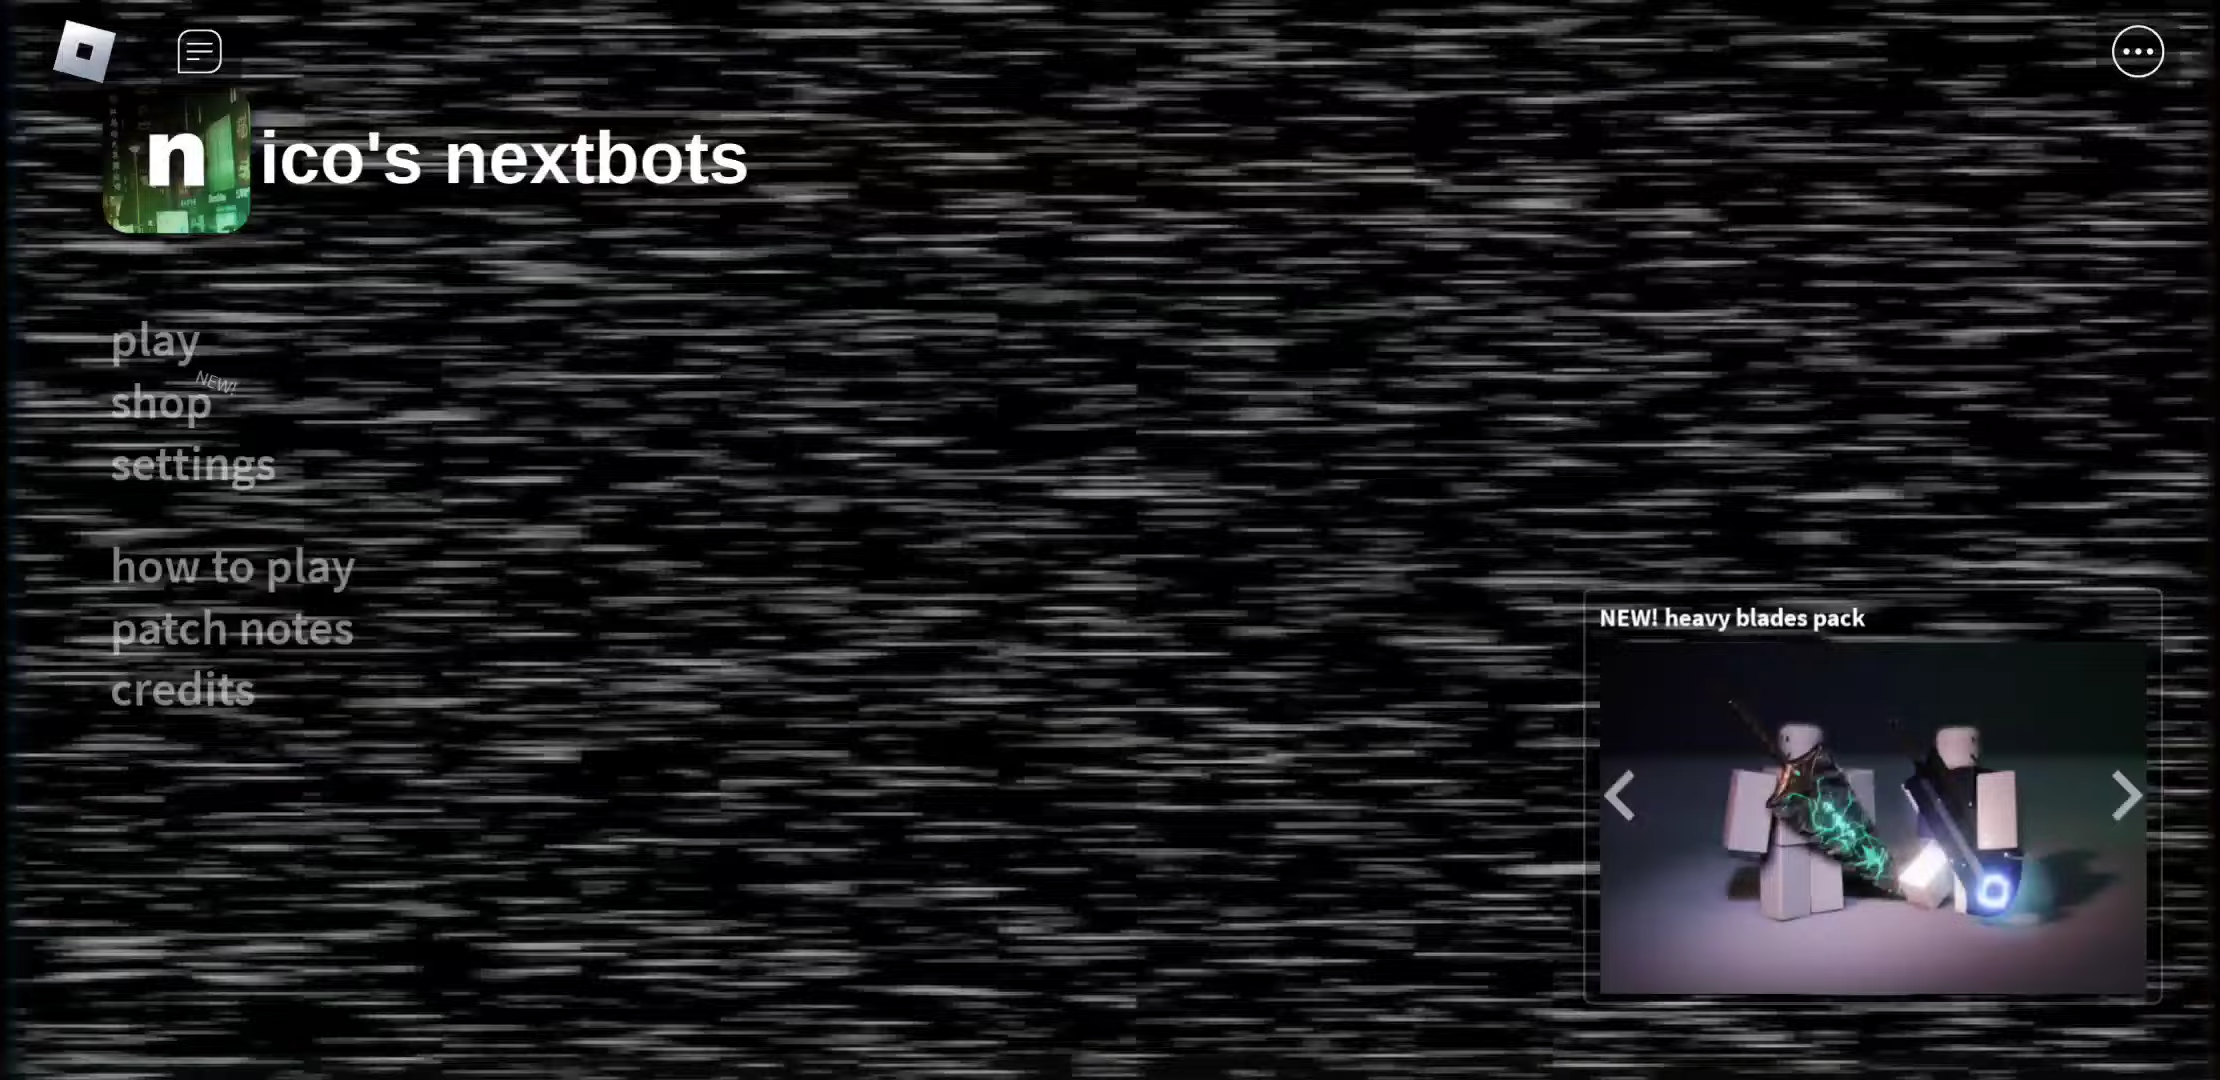 nico's nextbots
play
NEW!
shop
settings
how to play
patch notes
credits
NEW! heavy blades pack